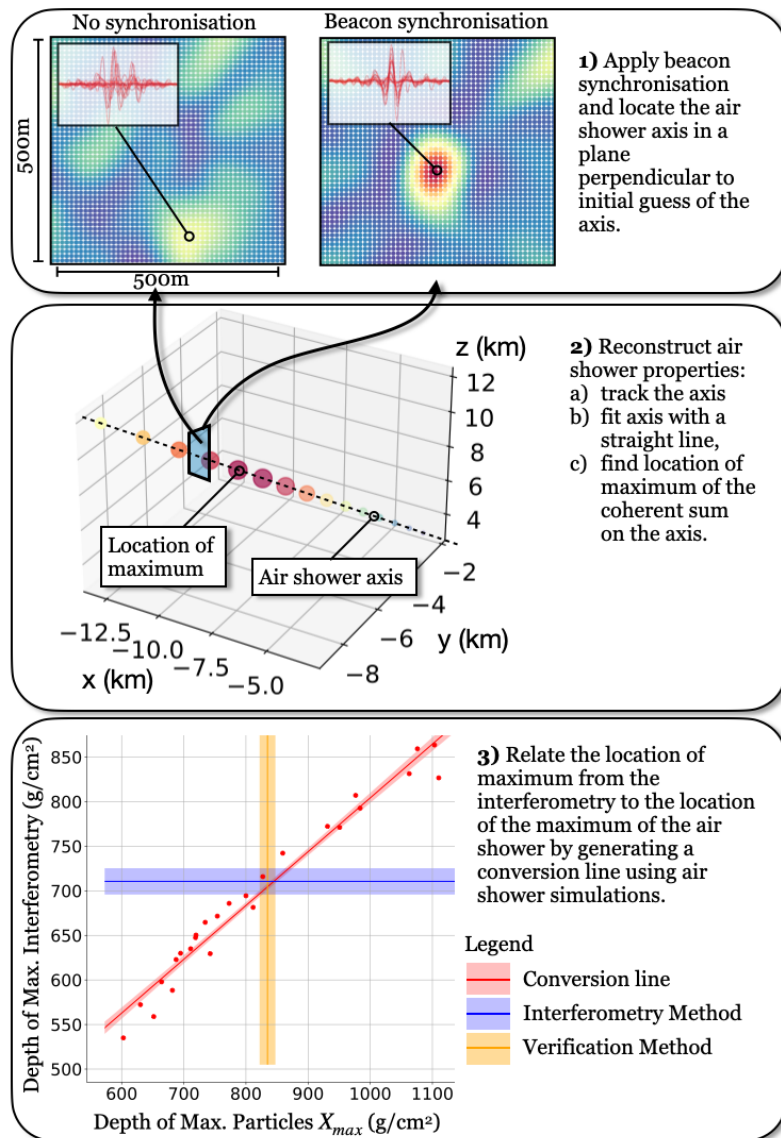 No synchronisation
Beacon synchronisation
500m
500m
1) Apply beacon
synchronisation
and locate the air
shower axis in a
plane
perpendicular to
initial guess of the
axis.
z (km)
12
10
8
6
4
−2
−4
−6
−8
y (km)
−12.5
−10.0
−7.5
−5.0
x (km)
Location of
maximum
Air shower axis
2) Reconstruct air
shower properties:
a) track the axis
b) fit axis with a
straight line,
c) find location of
maximum of the
coherent sum
on the axis.
Depth of Max. Interferometry (g/cm²)
850
800
750
700
650
600
550
500
600
700
800
900
1000
1100
Depth of Max. Particles Xmax (g/cm²)
3) Relate the location of
maximum from the
interferometry to the location
of the maximum of the air
shower by generating a
conversion line using air
shower simulations.
Legend
Conversion line
Interferometry Method
Verification Method